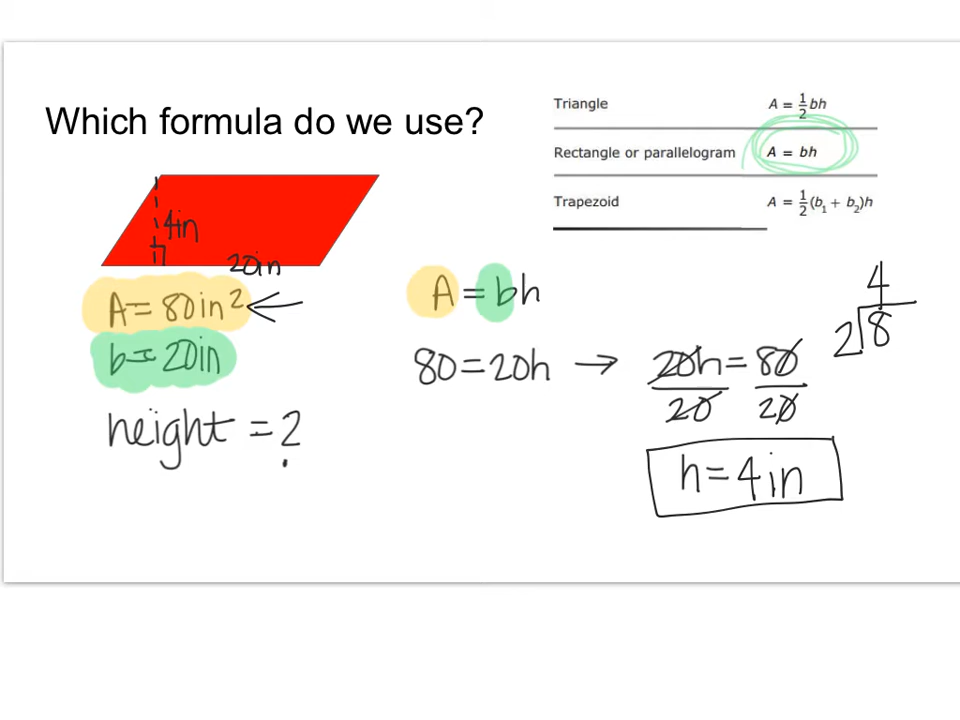 Which formula do we use?
Triangle A = 1/2 bh
Rectangle or parallelogram A = bh
Trapezoid A = 1/2 (b₁ + b₂)h
4in
20in
A = 80in²
b = 20in
height = ?
A = bh
80 = 20h → 20h/20 = 80/20
h = 4in
4
2⟌8